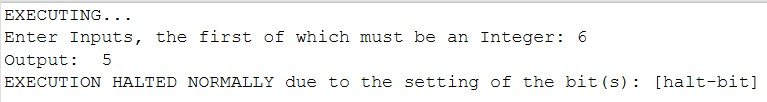 EXECUTING...
Enter Inputs, the first of which must be an Integer: 6
Output:  5
EXECUTION HALTED NORMALLY due to the setting of the bit(s): [halt-bit]